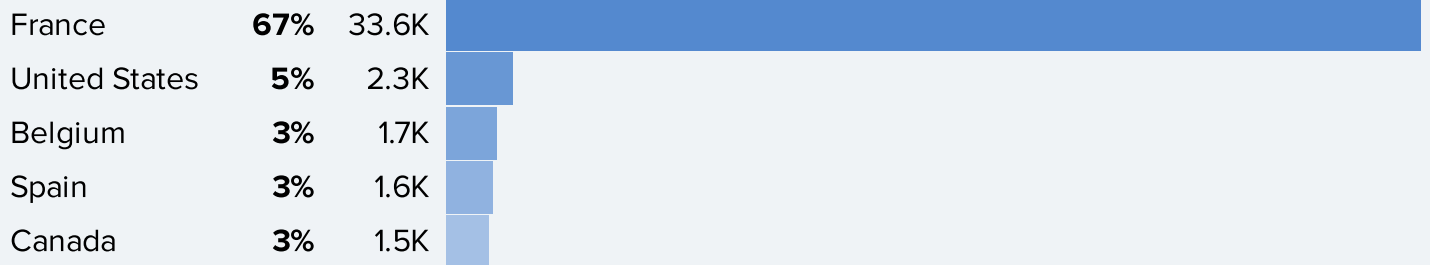 France 67% 33.6K
United States 5% 2.3K
Belgium 3% 1.7K
Spain 3% 1.6K
Canada 3% 1.5K